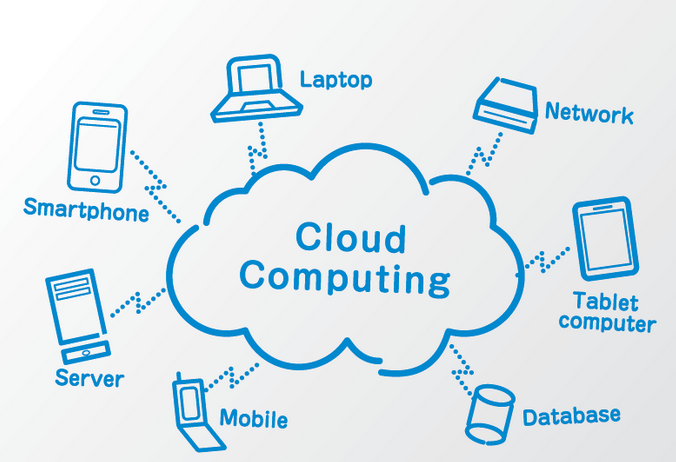 Laptop
Network
Smartphone
Cloud
Computing
Tablet
computer
Server
Mobile
Database